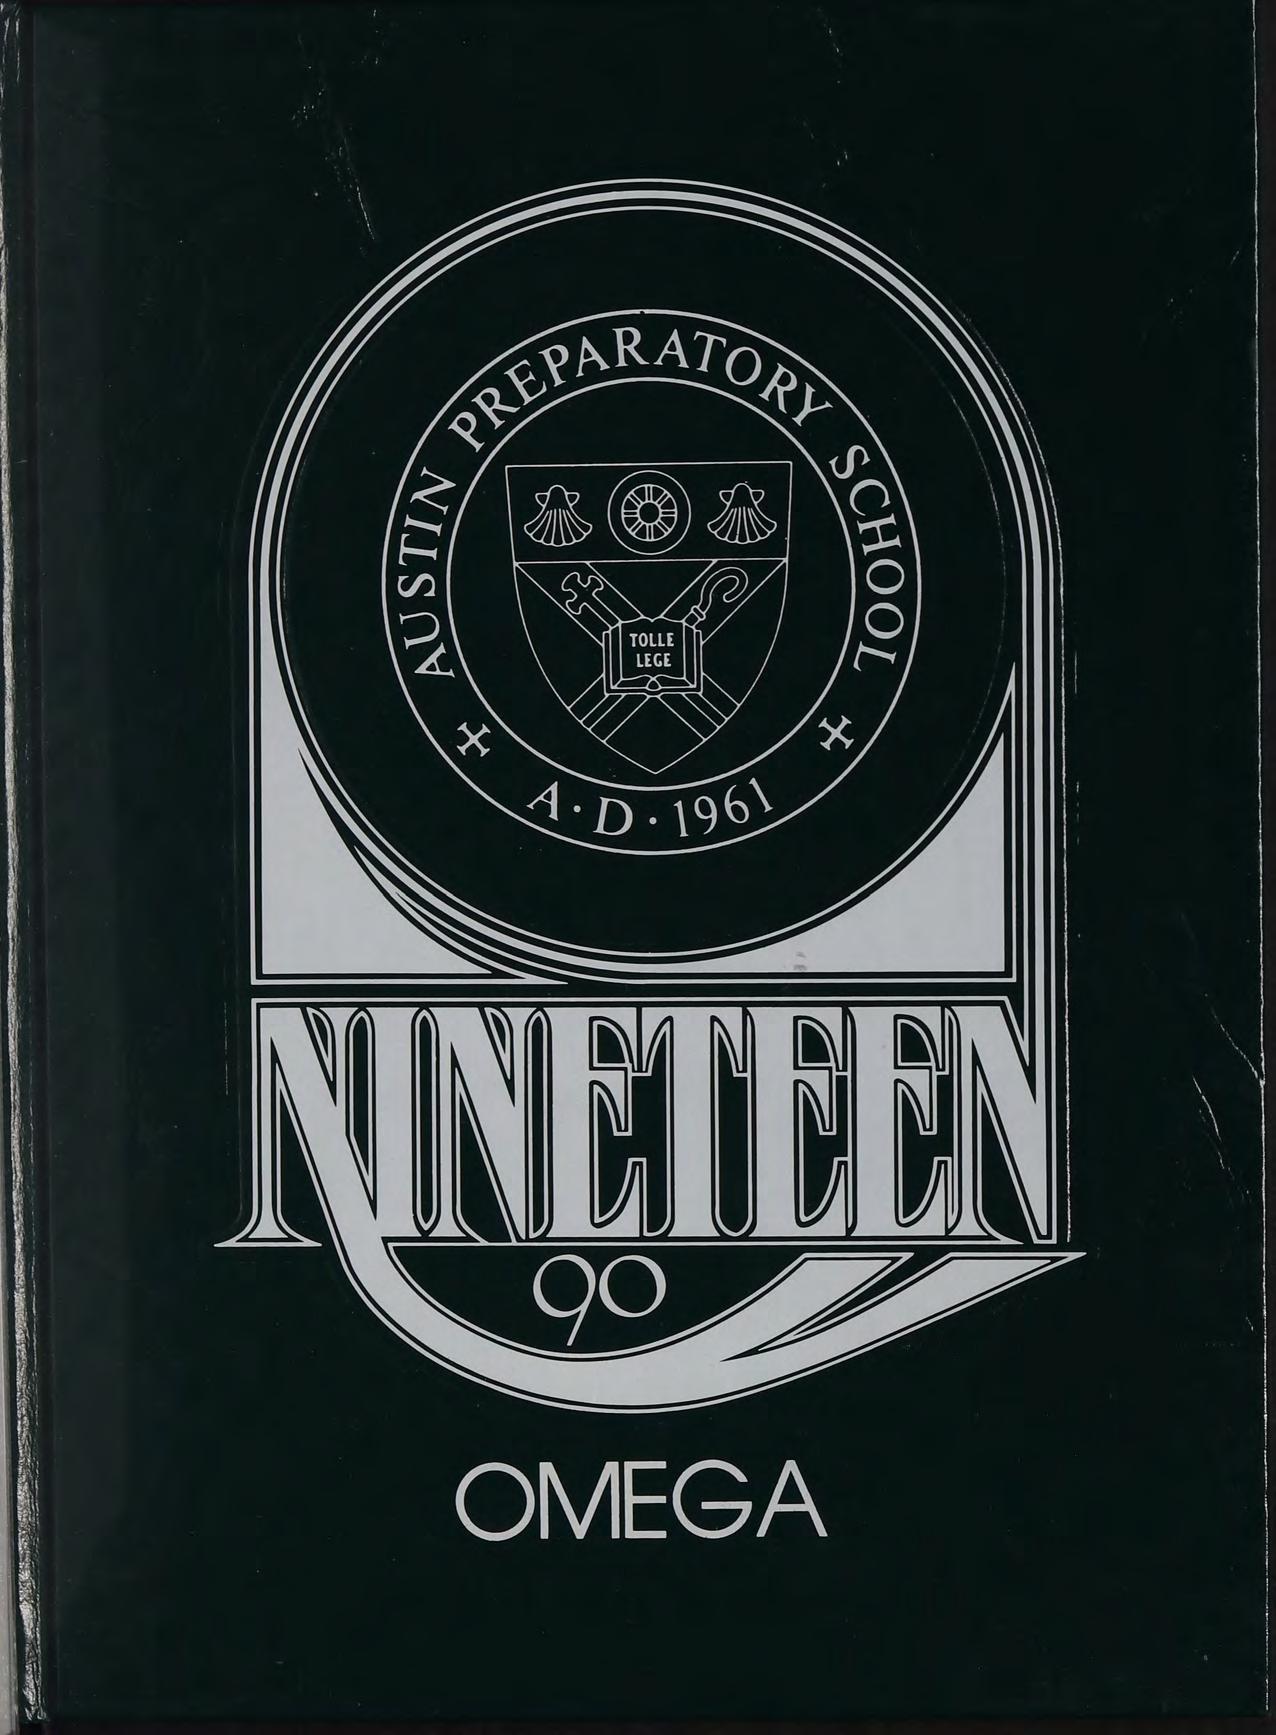 AUSTIN PREPARATORY SCHOOL
TOLLE
LEGE
A·D·1961
NINETEEN
90
OMEGA